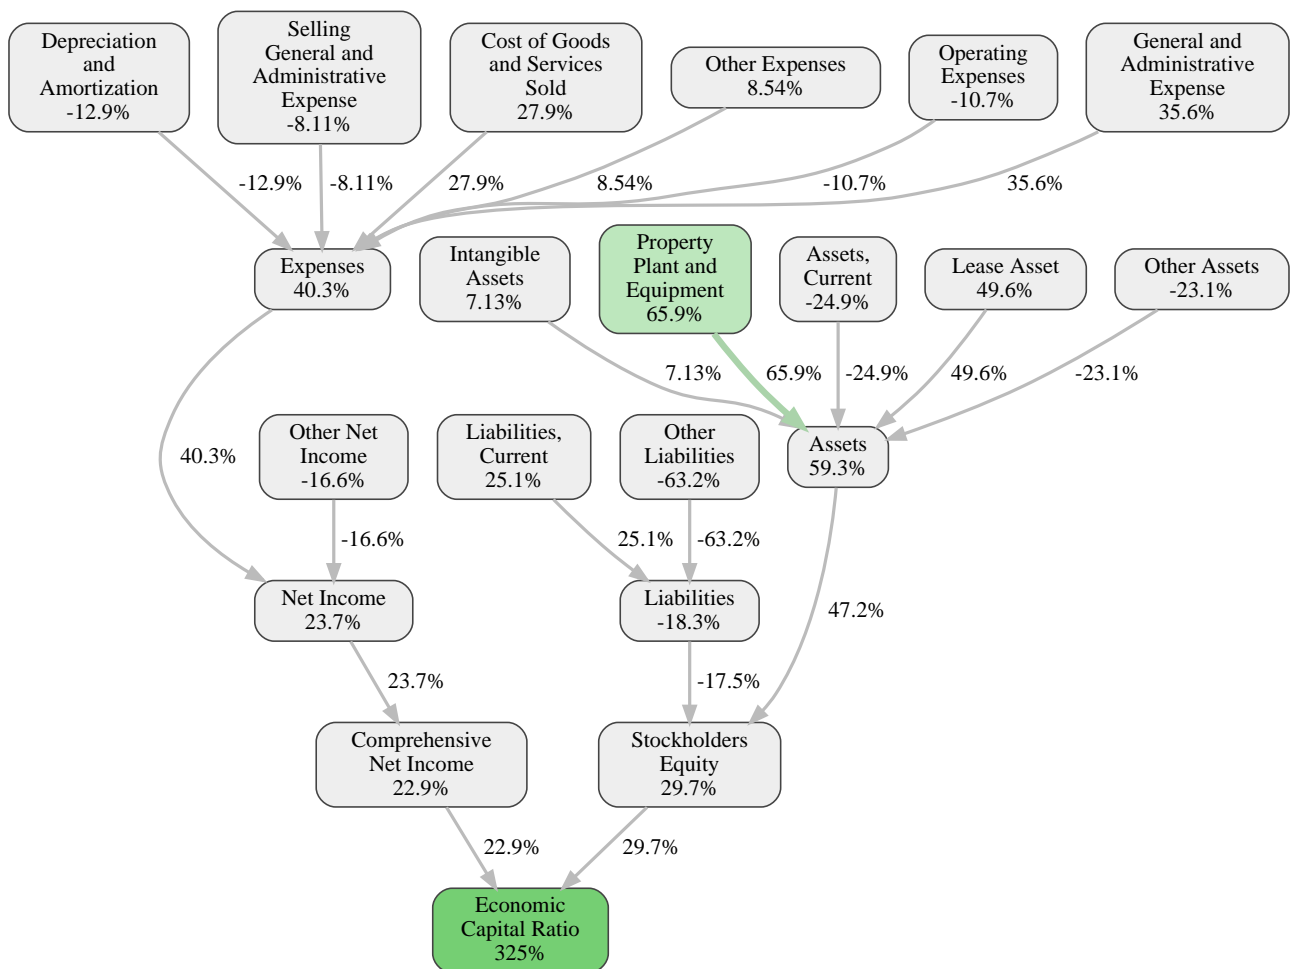 Depreciation
and
Amortization
-12.9%
Selling
General and
Administrative
Expense
-8.11%
Cost of Goods
and Services
Sold
27.9%
Other Expenses
8.54%
Operating
Expenses
-10.7%
General and
Administrative
Expense
35.6%
-12.9%
-8.11%
27.9%
8.54%
-10.7%
35.6%
Expenses
40.3%
Intangible
Assets
7.13%
Property
Plant and
Equipment
65.9%
Assets,
Current
-24.9%
Lease Asset
49.6%
Other Assets
-23.1%
7.13%
65.9%
-24.9%
49.6%
-23.1%
40.3%
Other Net
Income
-16.6%
Liabilities,
Current
25.1%
Other
Liabilities
-63.2%
Assets
59.3%
-16.6%
25.1%
-63.2%
Net Income
23.7%
Liabilities
-18.3%
47.2%
23.7%
-17.5%
Comprehensive
Net Income
22.9%
Stockholders
Equity
29.7%
22.9%
29.7%
Economic
Capital Ratio
325%